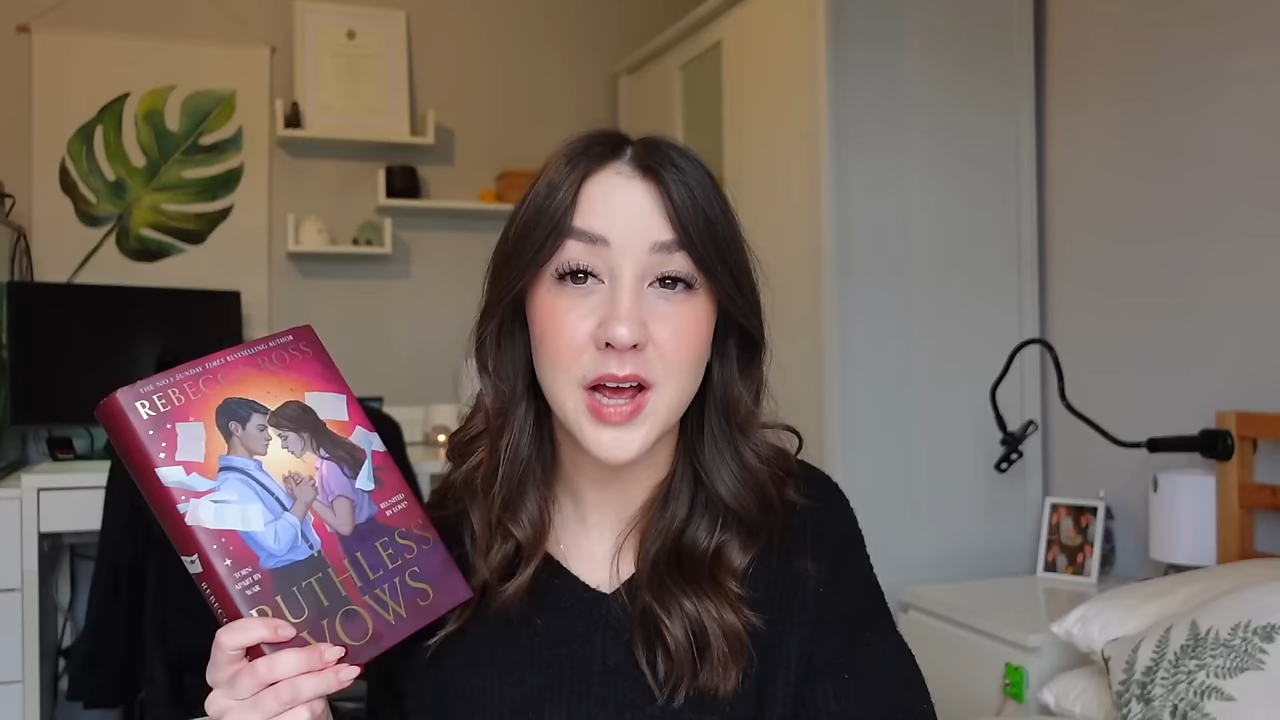 THE NO.1 SUNDAY TIMES BESTSELLING AUTHOR
REBECCA ROSS
REUNITED
BY LOVE?
TORN
APART BY
WAR
RUTHLESS
VOWS